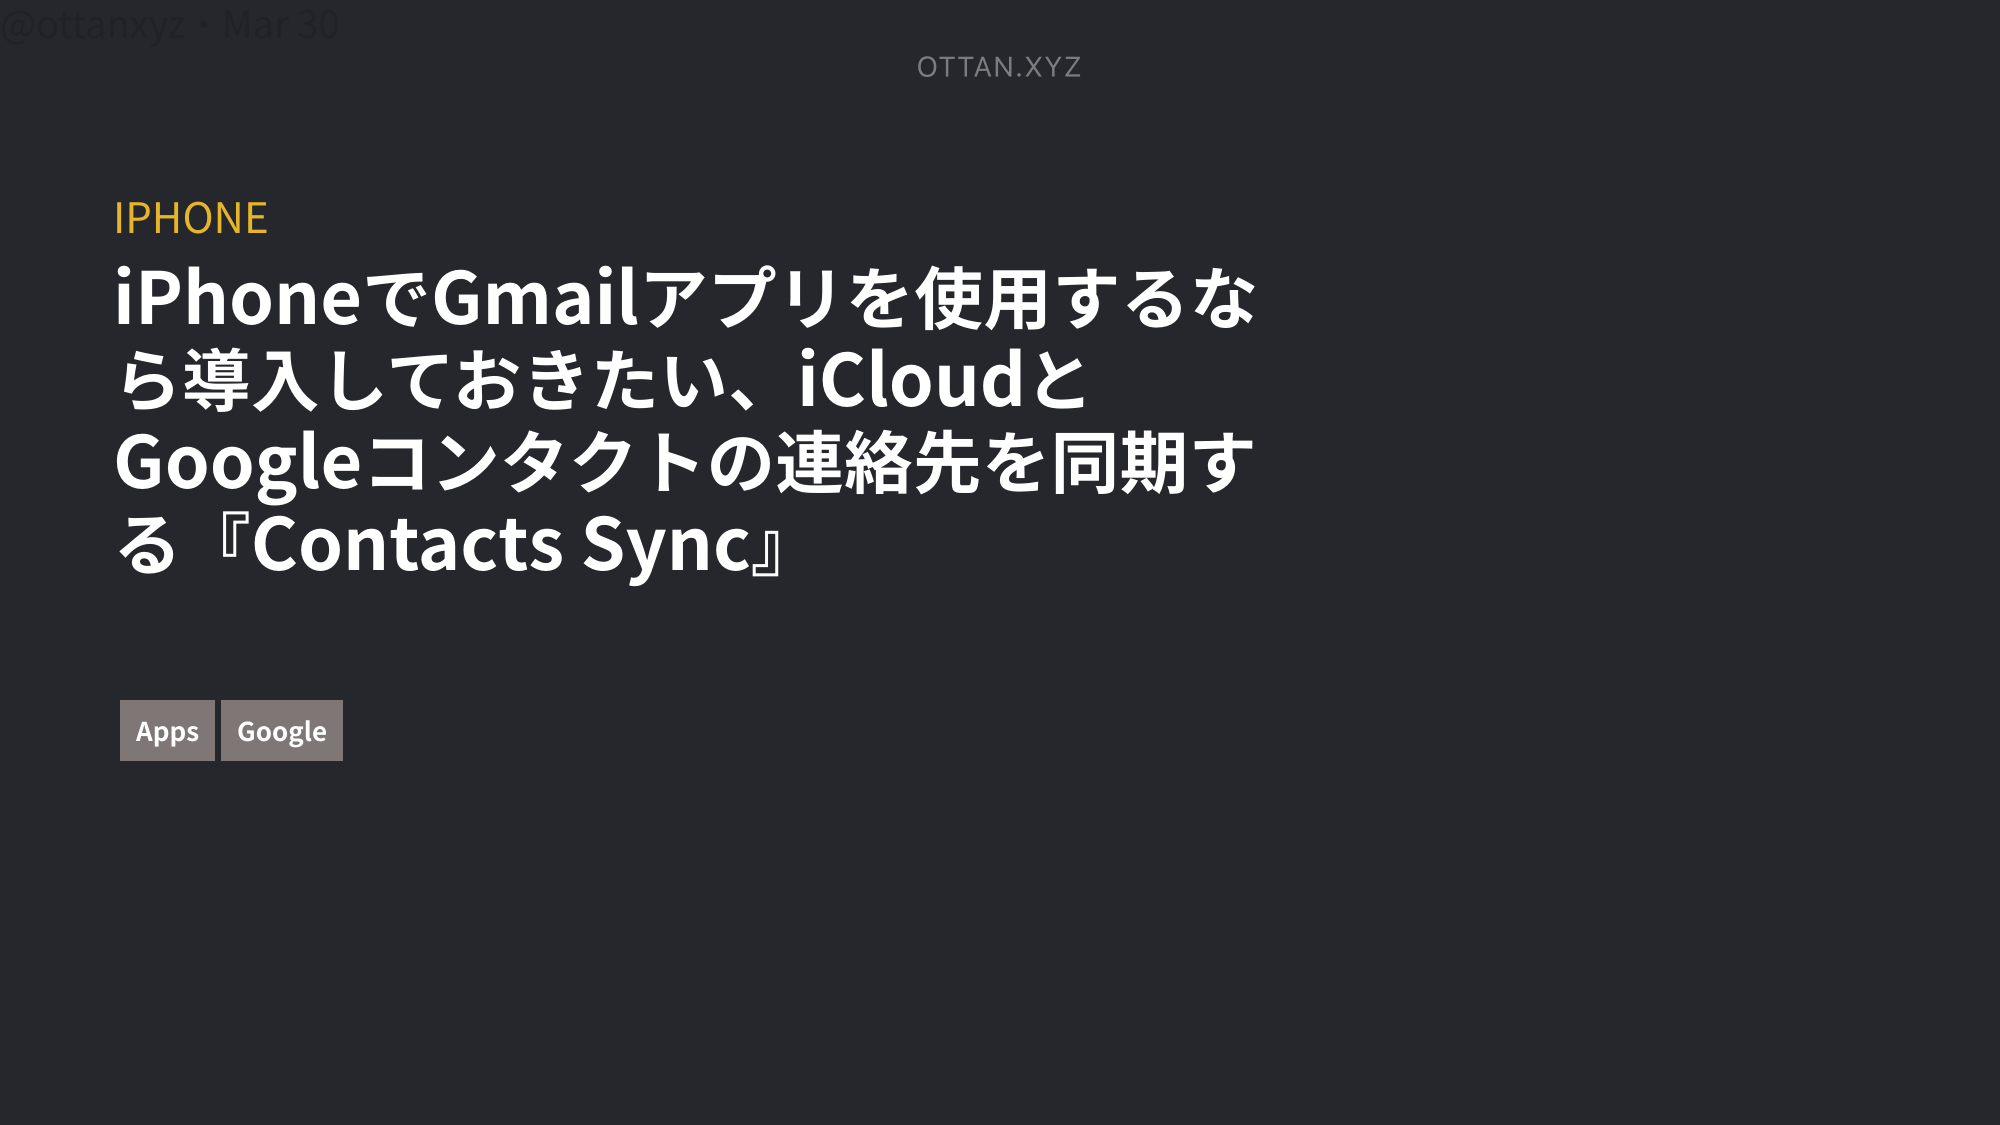 @ottanxyz・Mar 30
OTTAN.XYZ
IPHONE
iPhoneでGmailアプリを使用するな
ら導入しておきたい、iCloudと
Googleコンタクトの連絡先を同期す
る『Contacts Sync』
Apps Google